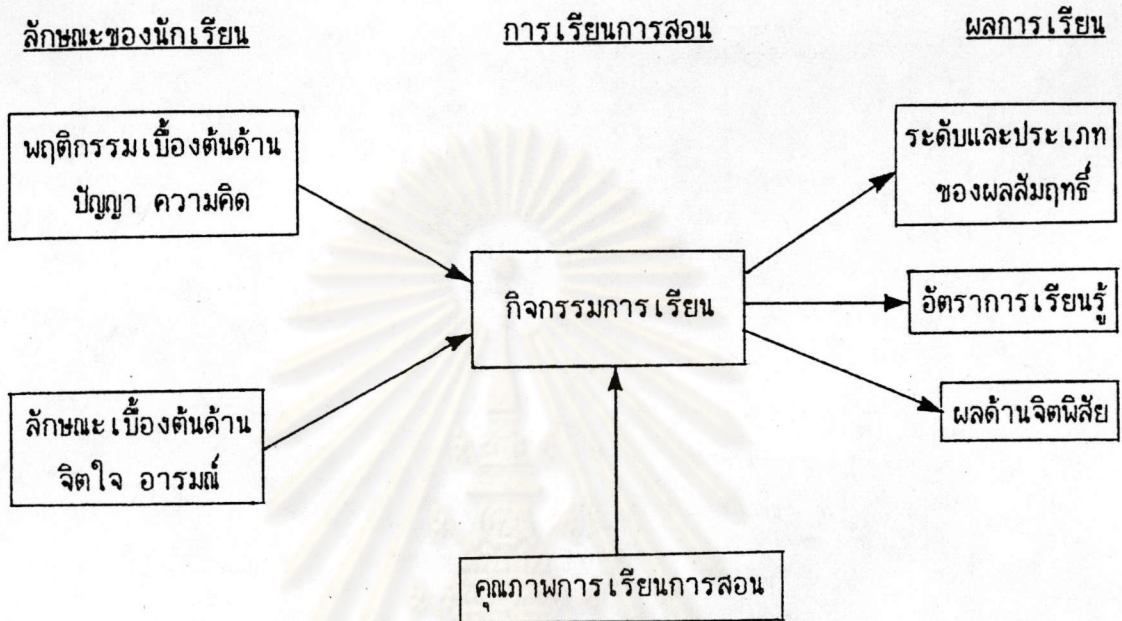 ลักษณะของนักเรียน
การเรียนการสอน
ผลการเรียน
พฤติกรรมเบื้องต้นด้าน
ปัญญา ความคิด
ระดับและประเภท
ของผลสัมฤทธิ์
กิจกรรมการเรียน
อัตราการเรียนรู้
ลักษณะเบื้องต้นด้าน
จิตใจ อารมณ์
ผลด้านจิตพิสัย
คุณภาพการเรียนการสอน